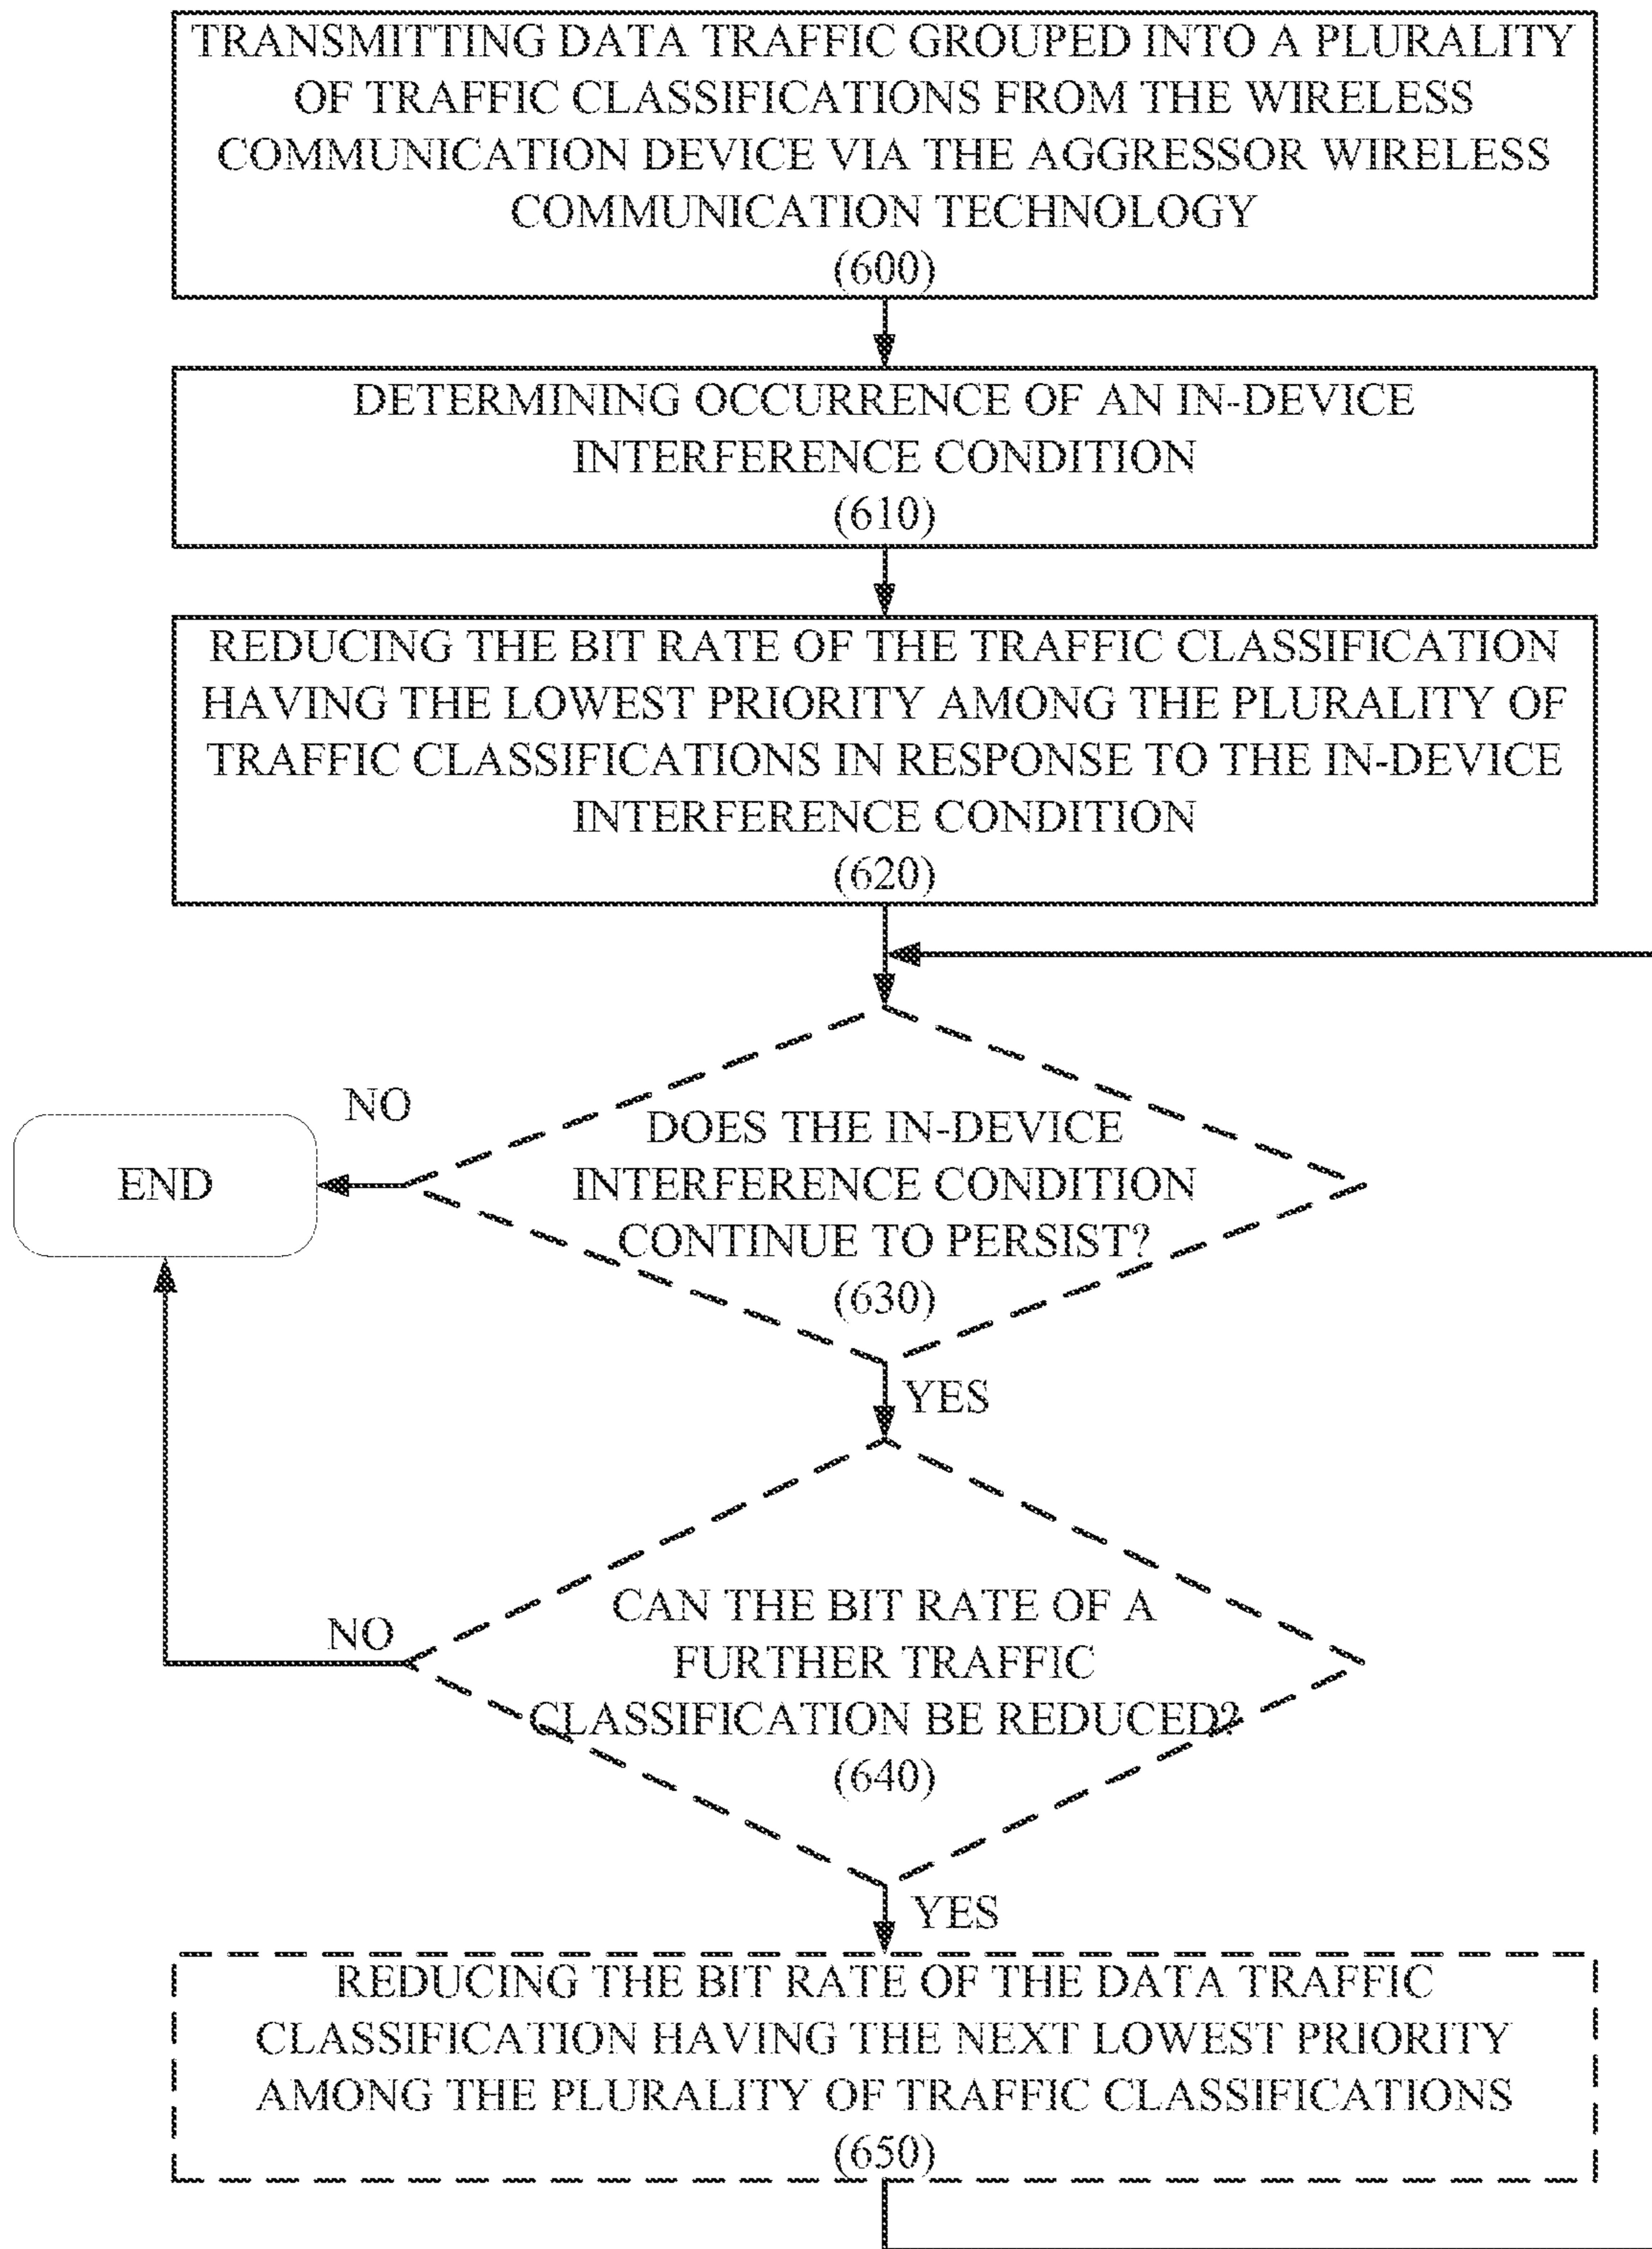 TRANSMITTING DATA TRAFFIC GROUPED INTO A PLURALITY
OF TRAFFIC CLASSIFICATIONS FROM THE WIRELESS
COMMUNICATION DEVICE VIA THE AGGRESSOR WIRELESS
COMMUNICATION TECHNOLOGY
(600)
DETERMINING OCCURRENCE OF AN IN-DEVICE
INTERFERENCE CONDITION
(610)
REDUCING THE BIT RATE OF THE TRAFFIC CLASSIFICATION
HAVING THE LOWEST PRIORITY AMONG THE PLURALITY OF
TRAFFIC CLASSIFICATIONS IN RESPONSE TO THE IN-DEVICE
INTERFERENCE CONDITION
(620)
NO
DOES THE IN-DEVICE
INTERFERENCE CONDITION
CONTINUE TO PERSIST?
(630)
END
YES
CAN THE BIT RATE OF A
FURTHER TRAFFIC
CLASSIFICATION BE REDUCED?
(640)
NO
YES
REDUCING THE BIT RATE OF THE DATA TRAFFIC
CLASSIFICATION HAVING THE NEXT LOWEST PRIORITY
AMONG THE PLURALITY OF TRAFFIC CLASSIFICATIONS
(650)